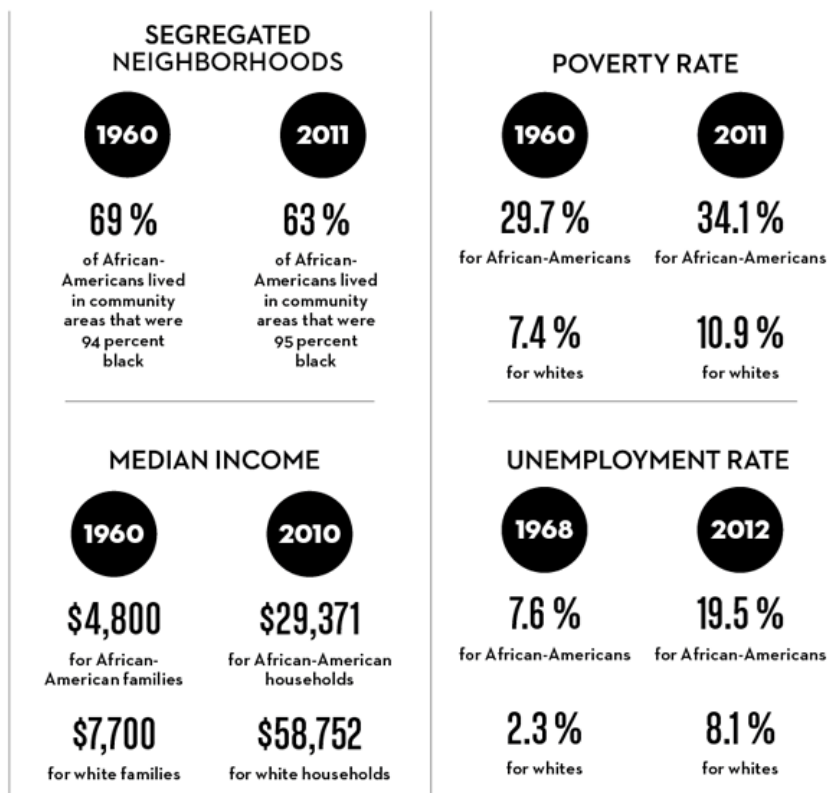 SEGREGATED
NEIGHBORHOODS
1960
2011
69 %
63 %
of African-
Americans lived
in community
areas that were
94 percent
black
of African-
Americans lived
in community
areas that were
95 percent
black
POVERTY RATE
1960
2011
29.7 %
34.1 %
for African-Americans
for African-Americans
7.4 %
10.9 %
for whites
for whites
MEDIAN INCOME
1960
2010
$4,800
$29,371
for African-
American families
for African-American
households
$7,700
$58,752
for white families
for white households
UNEMPLOYMENT RATE
1968
2012
7.6 %
19.5 %
for African-Americans
for African-Americans
2.3 %
8.1 %
for whites
for whites